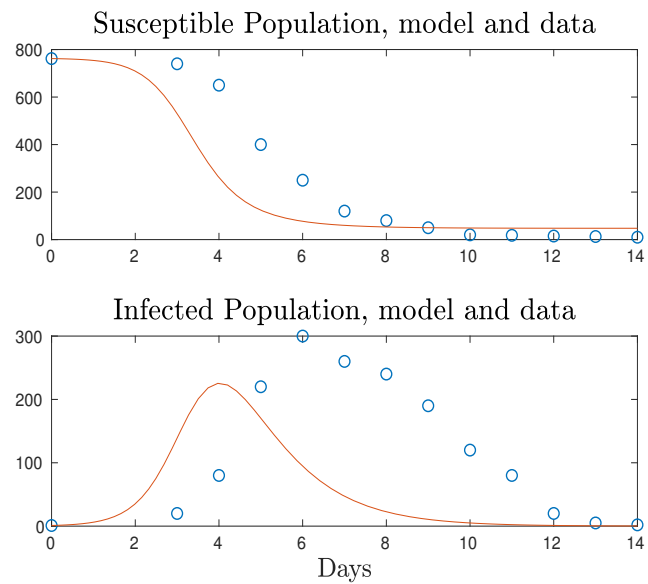 Susceptible Population, model and data
800
600
400
200
0
0 2 4 6 8 10 12 14
Infected Population, model and data
300
200
100
0
0 2 4 6 8 10 12 14
Days